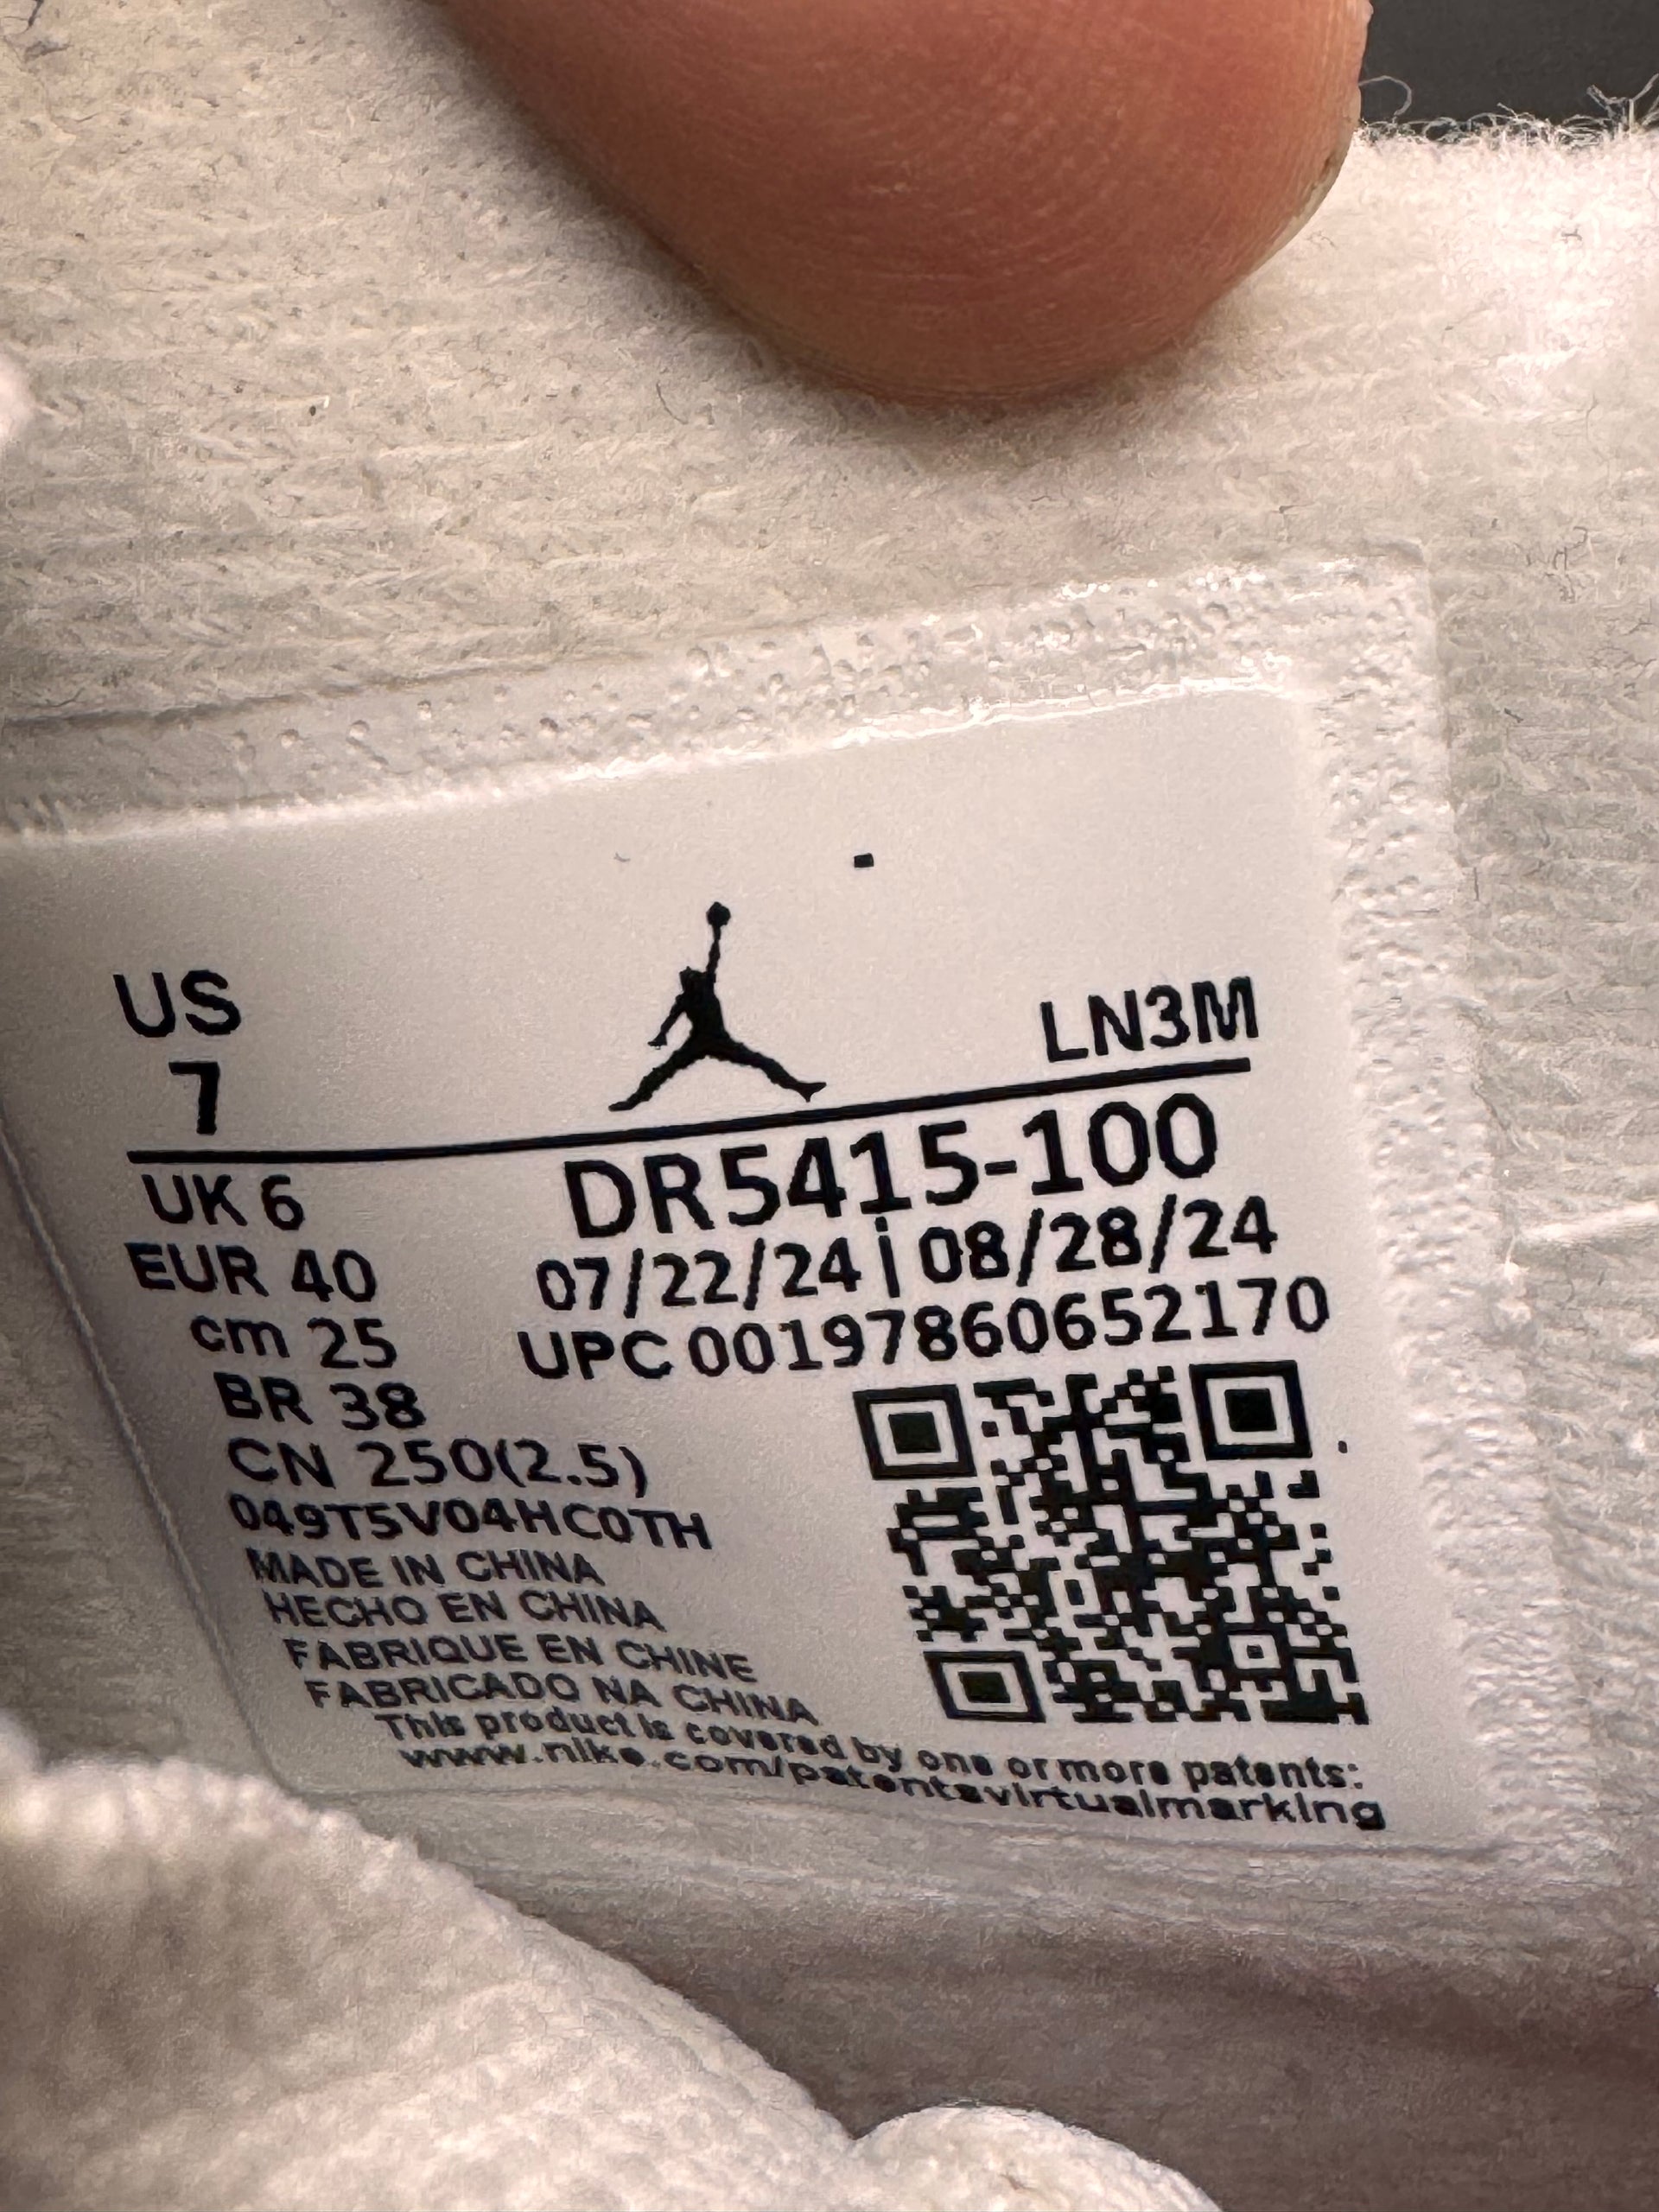 US
7
LN3M
UK 6
EUR 40
cm 25
BR 38
CN 250(2.5)
049T5V04HC0TH
DR5415-100
07/22/24 | 08/28/24
UPC 00197860652170
MADE IN CHINA
HECHO EN CHINA
FABRIQUE EN CHINE
FABRICADO NA CHINA
This product is covered by one or more patents:
www.nike.com/patentsvirtualmarking